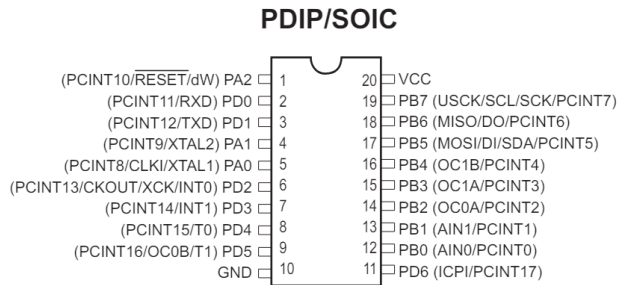 PDIP/SOIC
(PCINT10/RESET/dW) PA2 1 20 VCC
(PCINT11/RXD) PD0 2 19 PB7 (USCK/SCL/SCK/PCINT7)
(PCINT12/TXD) PD1 3 18 PB6 (MISO/DO/PCINT6)
(PCINT9/XTAL2) PA1 4 17 PB5 (MOSI/DI/SDA/PCINT5)
(PCINT8/CLKI/XTAL1) PA0 5 16 PB4 (OC1B/PCINT4)
(PCINT13/CKOUT/XCK/INT0) PD2 6 15 PB3 (OC1A/PCINT3)
(PCINT14/INT1) PD3 7 14 PB2 (OC0A/PCINT2)
(PCINT15/T0) PD4 8 13 PB1 (AIN1/PCINT1)
(PCINT16/OC0B/T1) PD5 9 12 PB0 (AIN0/PCINT0)
GND 10 11 PD6 (ICPI/PCINT17)